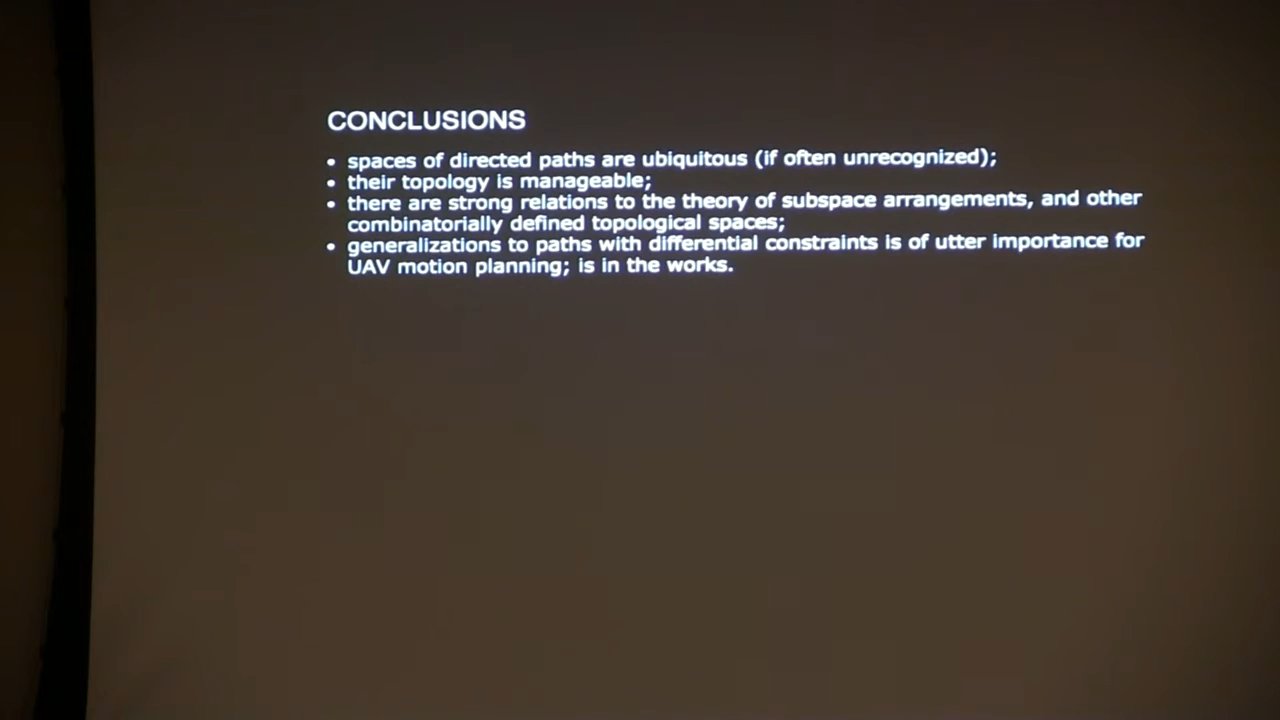 CONCLUSIONS
• spaces of directed paths are ubiquitous (if often unrecognized);
• their topology is manageable;
• there are strong relations to the theory of subspace arrangements, and other
combinatorially defined topological spaces;
• generalizations to paths with differential constraints is of utter importance for
UAV motion planning; is in the works.